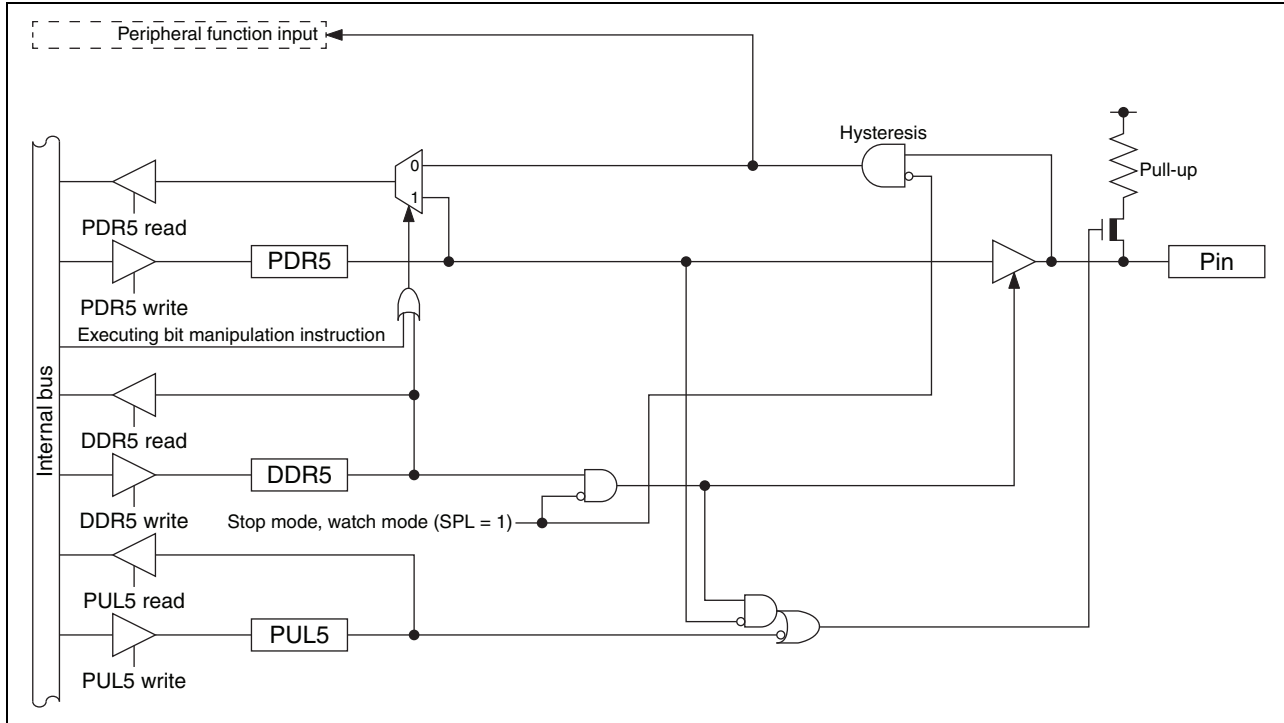 Peripheral function input
Hysteresis
0
Pull-up
1
PDR5 read
PDR5
Pin
PDR5 write
Executing bit manipulation instruction
Internal bus
DDR5 read
DDR5
DDR5 write
Stop mode, watch mode (SPL = 1)
PUL5 read
PUL5
PUL5 write